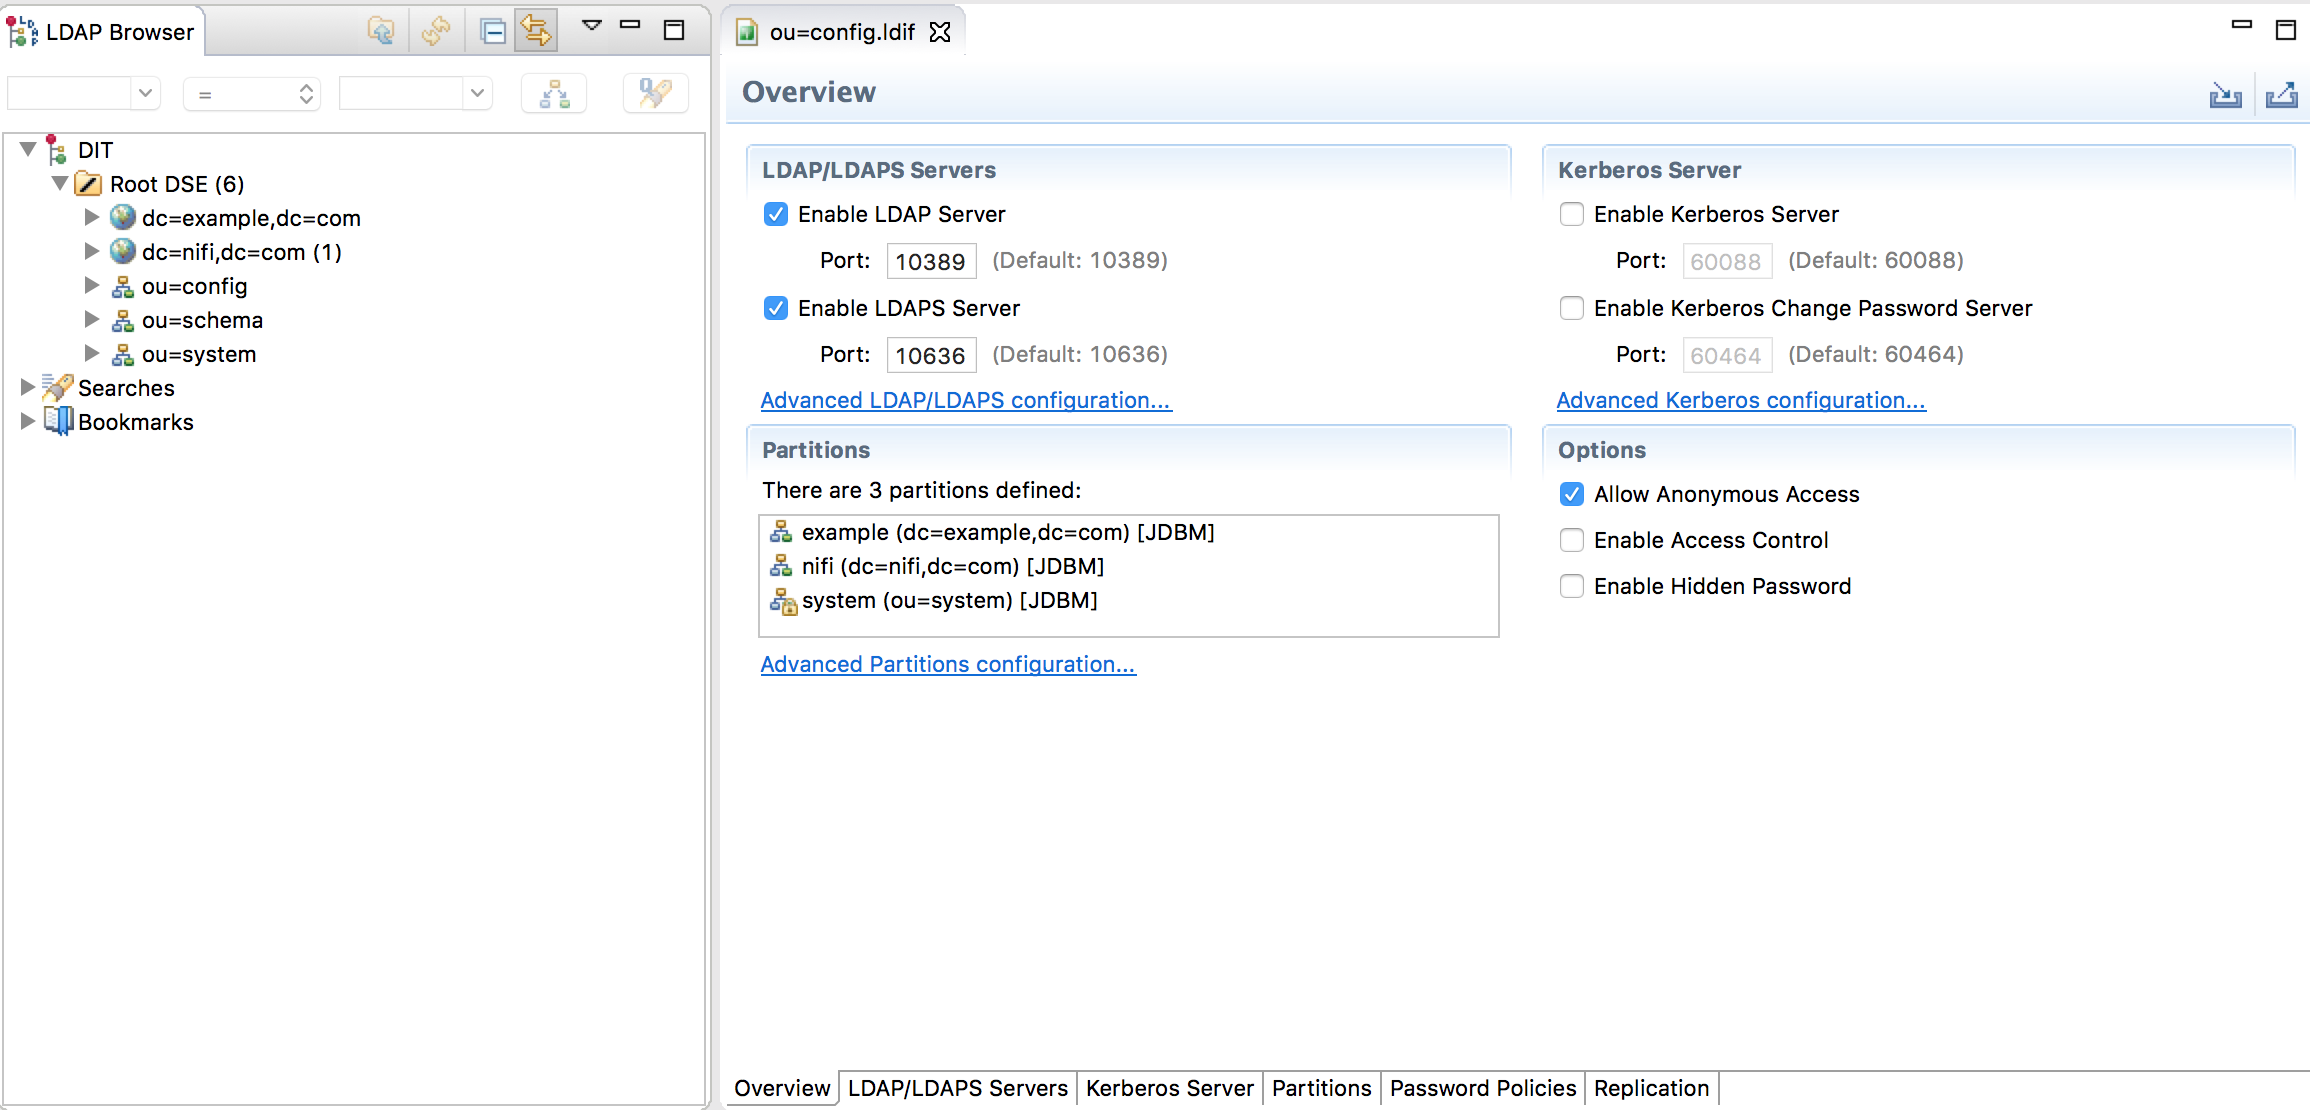 LDAP Browser
=
DIT
Root DSE (6)
dc=example,dc=com
dc=nifi,dc=com (1)
ou=config
ou=schema
ou=system
Searches
Bookmarks
ou=config.ldif
Overview
LDAP/LDAPS Servers
Enable LDAP Server
Port: 10389 (Default: 10389)
Enable LDAPS Server
Port: 10636 (Default: 10636)
Advanced LDAP/LDAPS configuration...
Kerberos Server
Enable Kerberos Server
Port: 60088 (Default: 60088)
Enable Kerberos Change Password Server
Port: 60464 (Default: 60464)
Advanced Kerberos configuration...
Partitions
There are 3 partitions defined:
example (dc=example,dc=com) [JDBM]
nifi (dc=nifi,dc=com) [JDBM]
system (ou=system) [JDBM]
Advanced Partitions configuration...
Options
Allow Anonymous Access
Enable Access Control
Enable Hidden Password
Overview LDAP/LDAPS Servers Kerberos Server Partitions Password Policies Replication